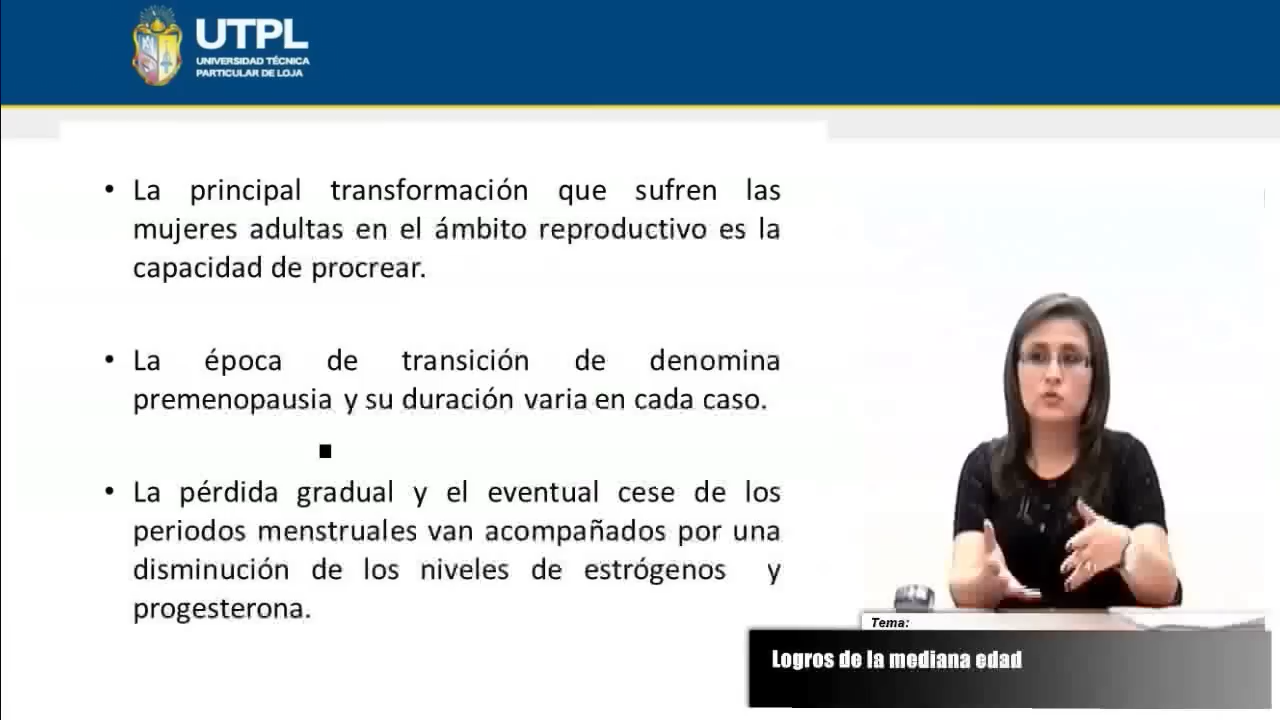 UTPL
UNIVERSIDAD TÉCNICA
PARTICULAR DE LOJA
• La principal transformación que sufren las
mujeres adultas en el ámbito reproductivo es la
capacidad de procrear.
• La época de transición de denomina
premenopausia y su duración varia en cada caso.
• La pérdida gradual y el eventual cese de los
periodos menstruales van acompañados por una
disminución de los niveles de estrógenos y
progesterona.
Tema:
Logros de la mediana edad